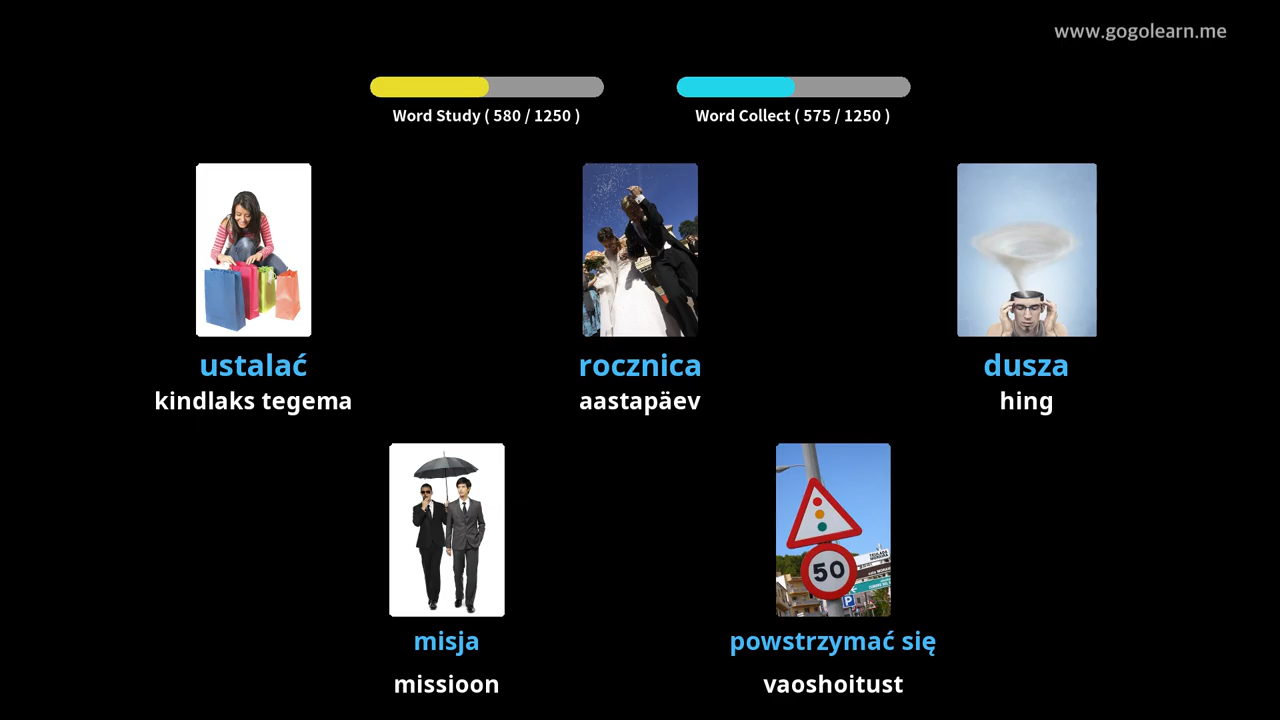 www.gogolearn.me
Word Study ( 580 / 1250 )
Word Collect ( 575 / 1250 )
ustalać
kindlaks tegema
rocznica
aastapäev
dusza
hing
50
P
misja
missioon
powstrzymać się
vaoshoitust